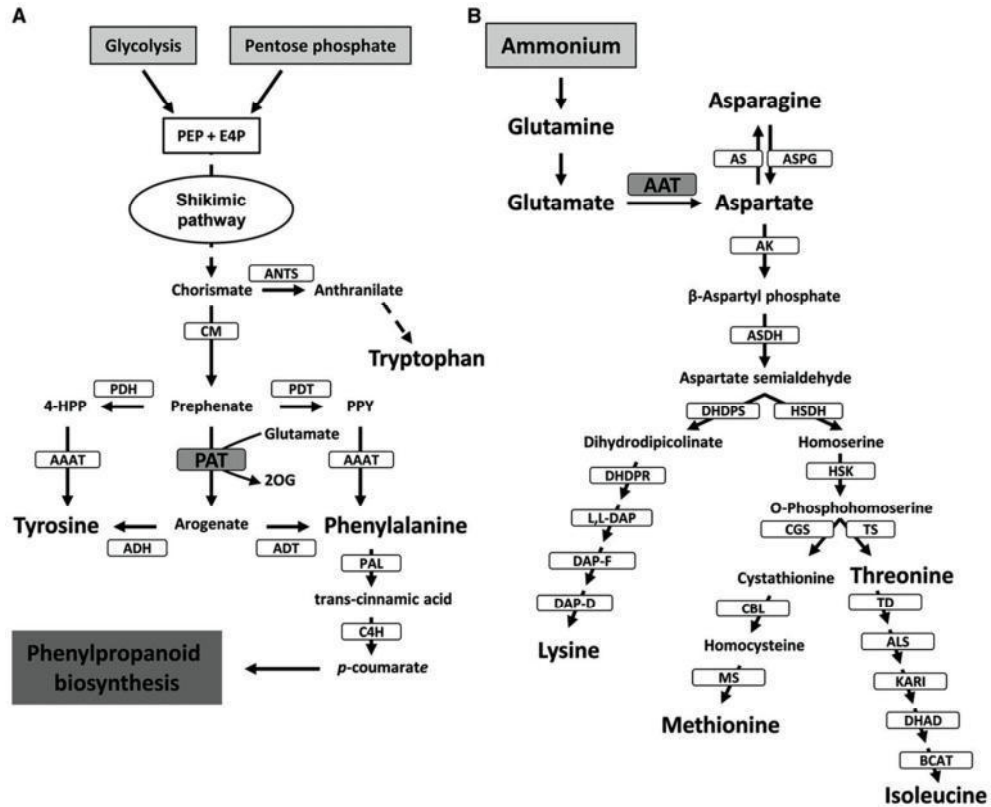 A
Glycolysis
Pentose phosphate
PEP + E4P
Shikimic
pathway
ANTS
Chorismate
Anthranilate
CM
Tryptophan
PDH
PDT
4-HPP
Prephenate
PPY
Glutamate
AAAT
PAT
AAAT
2OG
Tyrosine
Arogenate
Phenylalanine
ADH
ADT
PAL
trans-cinnamic acid
C4H
Phenylpropanoid
biosynthesis
p-coumarate
B
Ammonium
Asparagine
Glutamine
AS
ASPG
AAT
Glutamate
Aspartate
AK
β-Aspartyl phosphate
ASDH
Aspartate semialdehyde
DHDPS
HSDH
Dihydrodipicolinate
Homoserine
DHDPR
HSK
L,L-DAP
O-Phosphohomoserine
CGS
TS
DAP-F
Cystathionine
Threonine
DAP-D
CBL
TD
Lysine
Homocysteine
ALS
MS
KARI
Methionine
DHAD
BCAT
Isoleucine